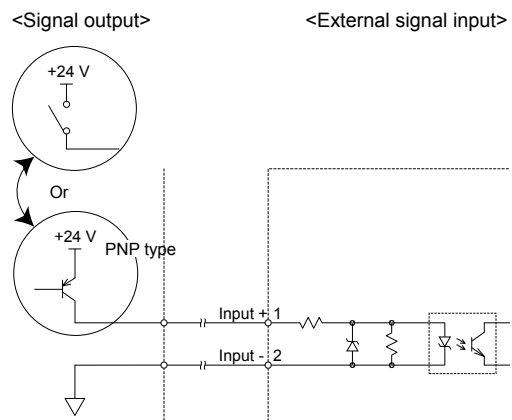 <Signal output>
<External signal input>
+24 V
Or
+24 V
PNP type
Input + 1
Input - 2